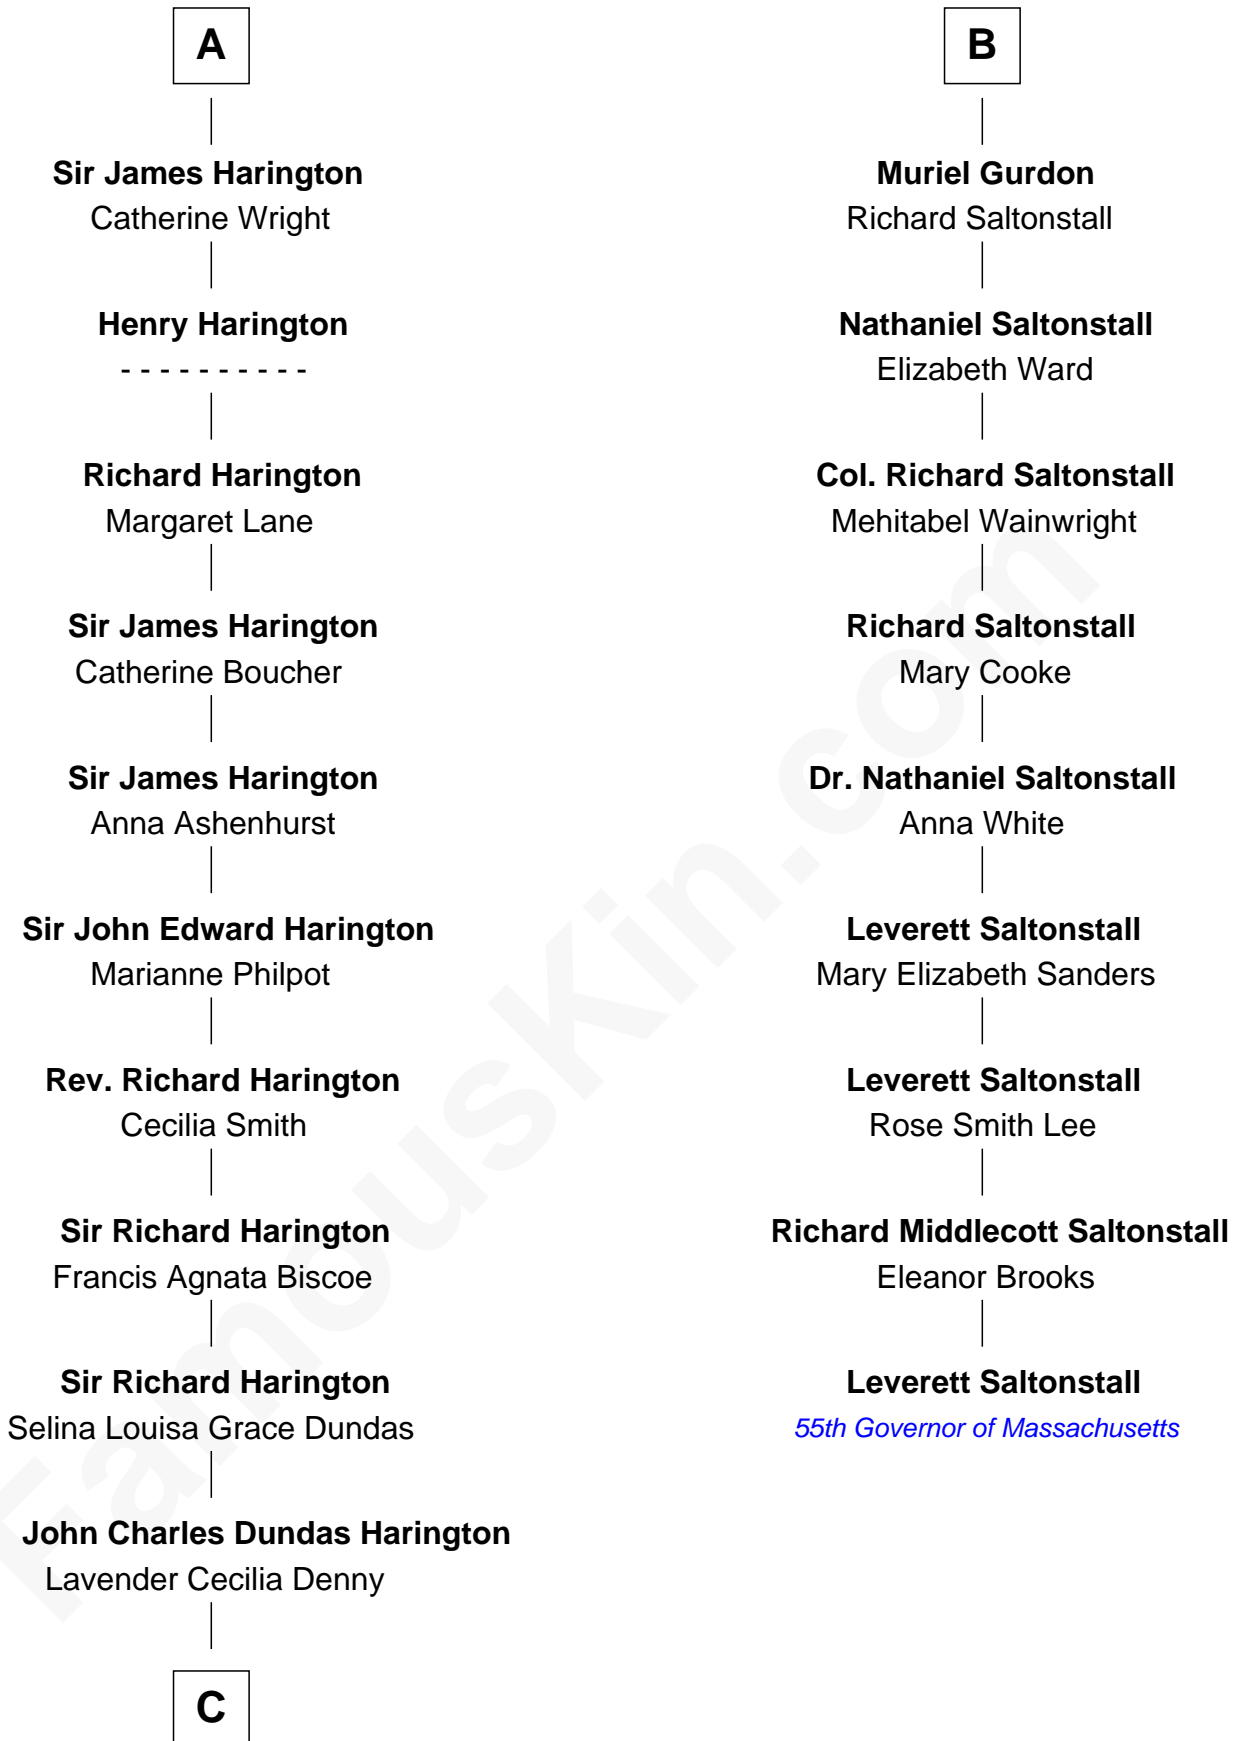 A
Sir James Harington
Catherine Wright
Henry Harington
- - - - - - - - - -
Richard Harington
Margaret Lane
Sir James Harington
Catherine Boucher
Sir James Harington
Anna Ashenhurst
Sir John Edward Harington
Marianne Philpot
Rev. Richard Harington
Cecilia Smith
Sir Richard Harington
Francis Agnata Biscoe
Sir Richard Harington
Selina Louisa Grace Dundas
John Charles Dundas Harington
Lavender Cecilia Denny
C
B
Muriel Gurdon
Richard Saltonstall
Nathaniel Saltonstall
Elizabeth Ward
Col. Richard Saltonstall
Mehitabel Wainwright
Richard Saltonstall
Mary Cooke
Dr. Nathaniel Saltonstall
Anna White
Leverett Saltonstall
Mary Elizabeth Sanders
Leverett Saltonstall
Rose Smith Lee
Richard Middlecott Saltonstall
Eleanor Brooks
Leverett Saltonstall
55th Governor of Massachusetts
FamousKin.com